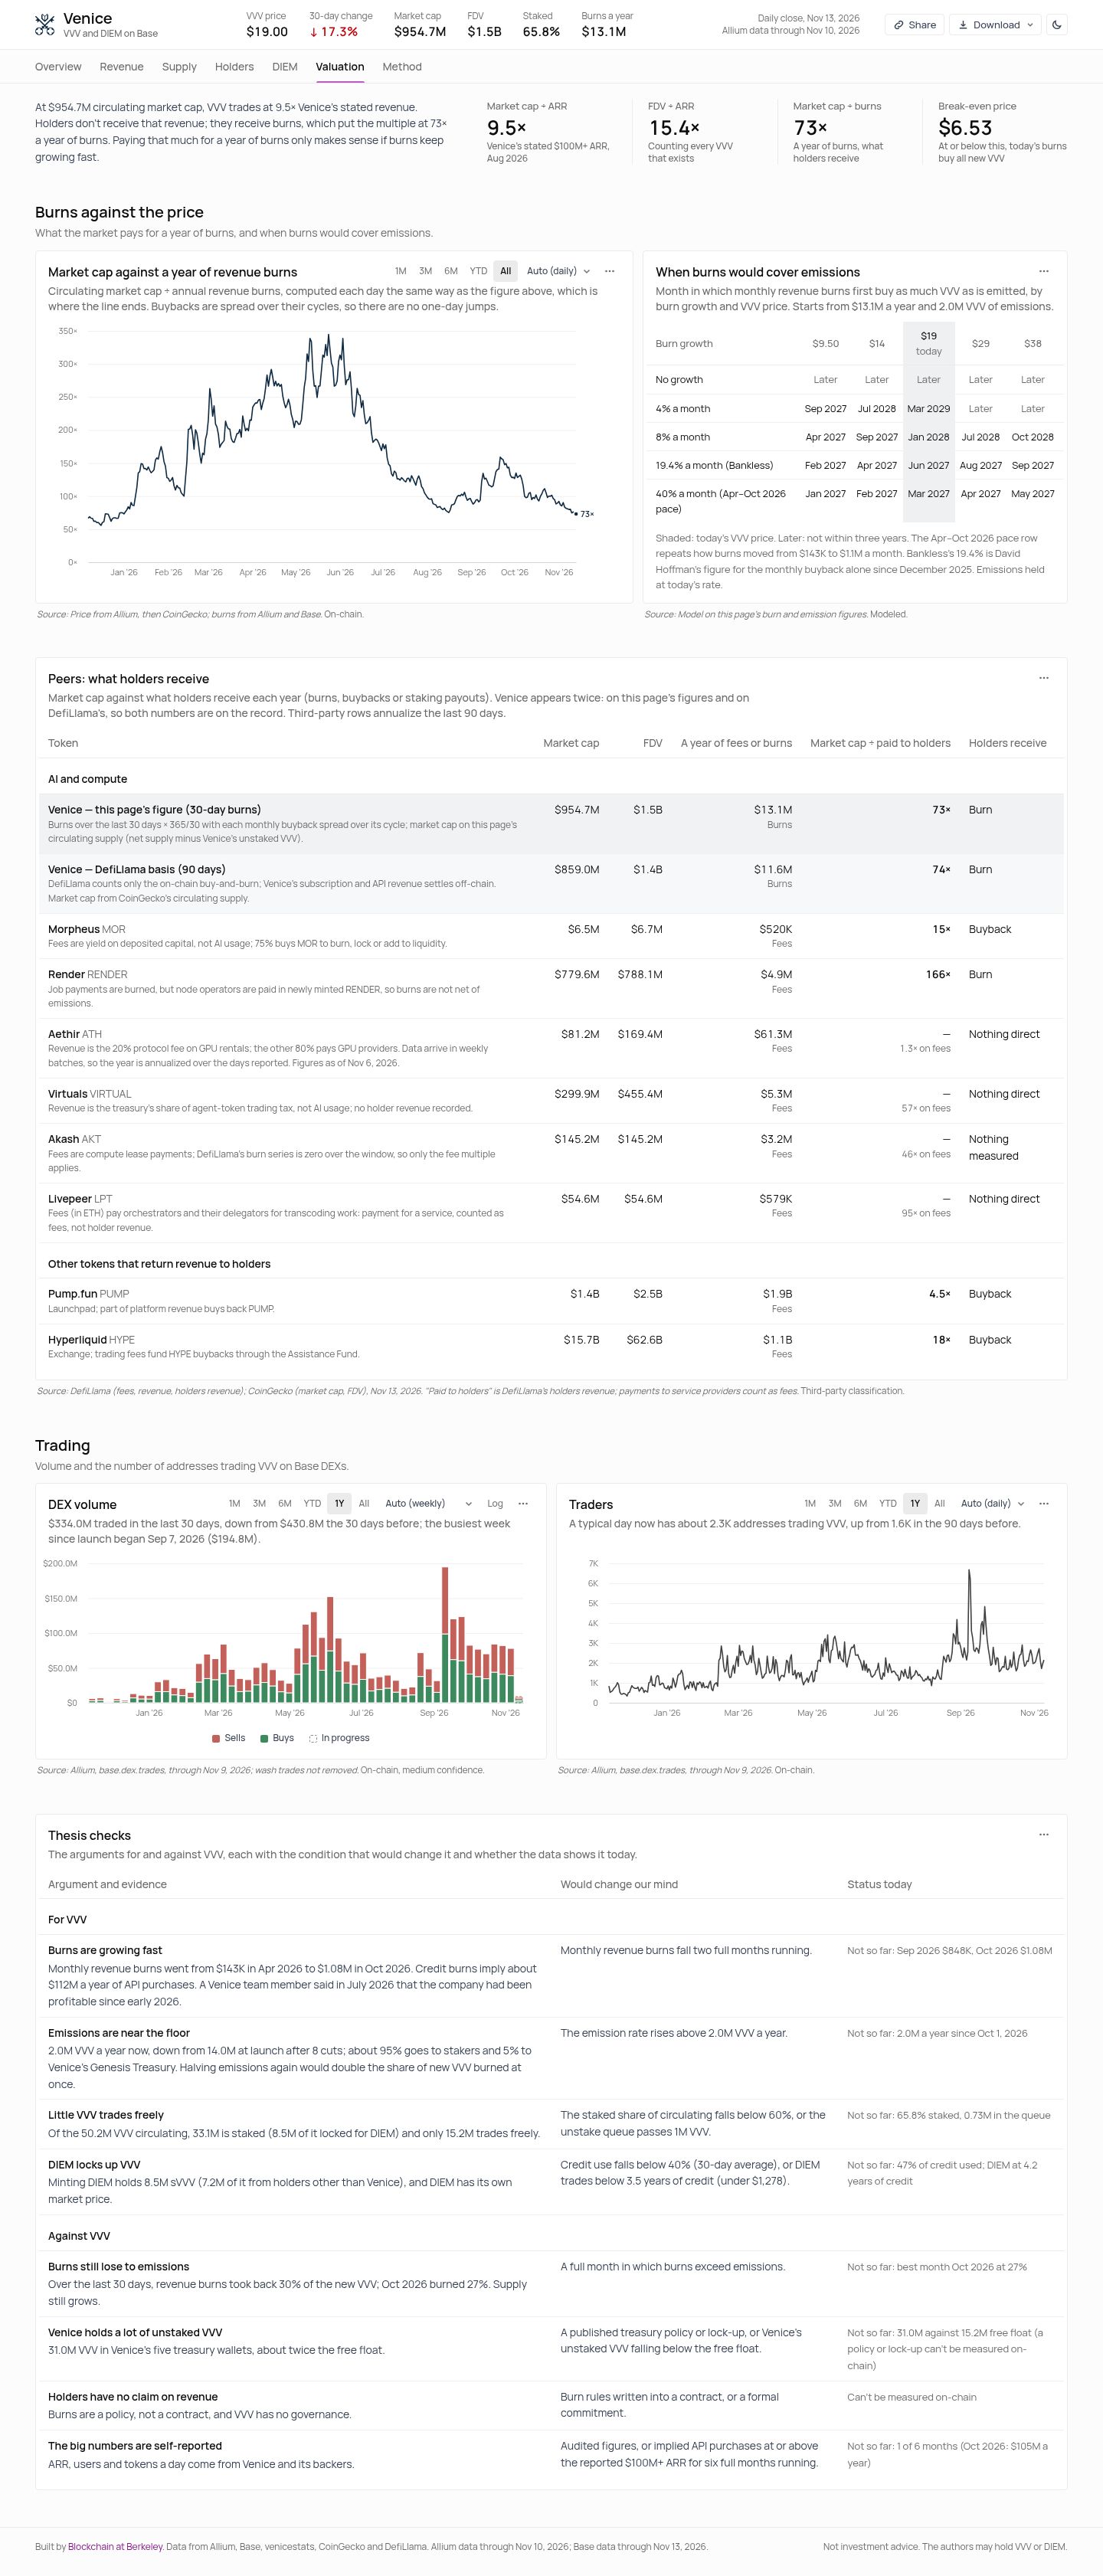 Venice
VVV and DIEM on Base
VVV price
$19.00
30-day change
↓ 17.3%
Market cap
$954.7M
FDV
$1.5B
Staked
65.8%
Burns a year
$13.1M
Daily close, Nov 13, 2026
Allium data through Nov 10, 2026
Share
Download
Overview Revenue Supply Holders DIEM Valuation Method
At $954.7M circulating market cap, VVV trades at 9.5× Venice's stated revenue.
Holders don't receive that revenue; they receive burns, which put the multiple at 73×
a year of burns. Paying that much for a year of burns only makes sense if burns keep
growing fast.
Market cap ÷ ARR
9.5×
Venice's stated $100M+ ARR,
Aug 2026
FDV ÷ ARR
15.4×
Counting every VVV
that exists
Market cap ÷ burns
73×
A year of burns, what
holders receive
Break-even price
$6.53
At or below this, today's burns
buy all new VVV
Burns against the price
What the market pays for a year of burns, and when burns would cover emissions.
Market cap against a year of revenue burns
1M 3M 6M YTD All Auto (daily)
Circulating market cap ÷ annual revenue burns, computed each day the same way as the figure above, which is
where the line ends. Buybacks are spread over their cycles, so there are no one-day jumps.
350×
300×
250×
200×
150×
100×
50×
0×
73×
Jan '26 Feb '26 Mar '26 Apr '26 May '26 Jun '26 Jul '26 Aug '26 Sep '26 Oct '26 Nov '26
Source: Price from Allium, then CoinGecko; burns from Allium and Base. On-chain.
When burns would cover emissions
Month in which monthly revenue burns first buy as much VVV as is emitted, by
burn growth and VVV price. Starts from $13.1M a year and 2.0M VVV of emissions.
Burn growth $9.50 $14 $19 today $29 $38
No growth Later Later Later Later Later
4% a month Sep 2027 Jul 2028 Mar 2029 Later Later
8% a month Apr 2027 Sep 2027 Jan 2028 Jul 2028 Oct 2028
19.4% a month (Bankless) Feb 2027 Apr 2027 Jun 2027 Aug 2027 Sep 2027
40% a month (Apr–Oct 2026 Jan 2027 Feb 2027 Mar 2027 Apr 2027 May 2027
pace)
Shaded: today's VVV price. Later: not within three years. The Apr–Oct 2026 pace row
repeats how burns moved from $143K to $1.1M a month. Bankless's 19.4% is David
Hoffman's figure for the monthly buyback alone since December 2025. Emissions held
at today's rate.
Source: Model on this page's burn and emission figures. Modeled.
Peers: what holders receive
Market cap against what holders receive each year (burns, buybacks or staking payouts). Venice appears twice: on this page's figures and on
DefiLlama's, so both numbers are on the record. Third-party rows annualize the last 90 days.
Token Market cap FDV A year of fees or burns Market cap ÷ paid to holders Holders receive
AI and compute
Venice — this page's figure (30-day burns) $954.7M $1.5B $13.1M 73× Burn
Burns over the last 30 days × 365/30 with each monthly buyback spread over its cycle; market cap on this page's Burns
circulating supply (net supply minus Venice's unstaked VVV).
Venice — DefiLlama basis (90 days) $859.0M $1.4B $11.6M 74× Burn
DefiLlama counts only the on-chain buy-and-burn; Venice's subscription and API revenue settles off-chain. Burns
Market cap from CoinGecko's circulating supply.
Morpheus MOR $6.5M $6.7M $520K 15× Buyback
Fees are yield on deposited capital, not AI usage; 75% buys MOR to burn, lock or add to liquidity. Fees
Render RENDER $779.6M $788.1M $4.9M 166× Burn
Job payments are burned, but node operators are paid in newly minted RENDER, so burns are not net of Fees
emissions.
Aethir ATH $81.2M $169.4M $61.3M — Nothing direct
Revenue is the 20% protocol fee on GPU rentals; the other 80% pays GPU providers. Data arrive in weekly Fees 1.3× on fees
batches, so the year is annualized over the days reported. Figures as of Nov 6, 2026.
Virtuals VIRTUAL $299.9M $455.4M $5.3M — Nothing direct
Revenue is the treasury's share of agent-token trading tax, not AI usage; no holder revenue recorded. Fees 57× on fees
Akash AKT $145.2M $145.2M $3.2M — Nothing measured
Fees are compute lease payments; DefiLlama's burn series is zero over the window, so only the fee multiple Fees 46× on fees
applies.
Livepeer LPT $54.6M $54.6M $579K — Nothing direct
Fees (in ETH) pay orchestrators and their delegators for transcoding work: payment for a service, counted as Fees 95× on fees
fees, not holder revenue.
Other tokens that return revenue to holders
Pump.fun PUMP $1.4B $2.5B $1.9B 4.5× Buyback
Launchpad; part of platform revenue buys back PUMP. Fees
Hyperliquid HYPE $15.7B $62.6B $1.1B 18× Buyback
Exchange; trading fees fund HYPE buybacks through the Assistance Fund. Fees
Source: DefiLlama (fees, revenue, holders revenue); CoinGecko (market cap, FDV), Nov 13, 2026. "Paid to holders" is DefiLlama's holders revenue; payments to service providers count as fees. Third-party classification.
Trading
Volume and the number of addresses trading VVV on Base DEXs.
DEX volume
1M 3M 6M YTD 1Y All Auto (weekly) Log
$334.0M traded in the last 30 days, down from $430.8M the 30 days before; the busiest week
since launch began Sep 7, 2026 ($194.8M).
$200.0M
$150.0M
$100.0M
$50.0M
$0
Jan '26 Mar '26 May '26 Jul '26 Sep '26 Nov '26
Sells Buys In progress
Source: Allium, base.dex.trades, through Nov 9, 2026; wash trades not removed. On-chain, medium confidence.
Traders
1M 3M 6M YTD 1Y All Auto (daily)
A typical day now has about 2.3K addresses trading VVV, up from 1.6K in the 90 days before.
7K
6K
5K
4K
3K
2K
1K
0
Jan '26 Mar '26 May '26 Jul '26 Sep '26 Nov '26
Source: Allium, base.dex.trades, through Nov 9, 2026. On-chain.
Thesis checks
The arguments for and against VVV, each with the condition that would change it and whether the data shows it today.
Argument and evidence Would change our mind Status today
For VVV
Burns are growing fast Monthly revenue burns fall two full months running. Not so far: Sep 2026 $848K, Oct 2026 $1.08M
Monthly revenue burns went from $143K in Apr 2026 to $1.08M in Oct 2026. Credit burns imply about
$112M a year of API purchases. A Venice team member said in July 2026 that the company had been
profitable since early 2026.
Emissions are near the floor The emission rate rises above 2.0M VVV a year. Not so far: 2.0M a year since Oct 1, 2026
2.0M VVV a year now, down from 14.0M at launch after 8 cuts; about 95% goes to stakers and 5% to
Venice's Genesis Treasury. Halving emissions again would double the share of new VVV burned at
once.
Little VVV trades freely The staked share of circulating falls below 60%, or the Not so far: 65.8% staked, 0.73M in the queue
Of the 50.2M VVV circulating, 33.1M is staked (8.5M of it locked for DIEM) and only 15.2M trades freely. unstake queue passes 1M VVV.
DIEM locks up VVV Credit use falls below 40% (30-day average), or DIEM Not so far: 47% of credit used; DIEM at 4.2
Minting DIEM holds 8.5M sVVV (7.2M of it from holders other than Venice), and DIEM has its own trades below 3.5 years of credit (under $1,278). years of credit
market price.
Against VVV
Burns still lose to emissions A full month in which burns exceed emissions. Not so far: best month Oct 2026 at 27%
Over the last 30 days, revenue burns took back 30% of the new VVV; Oct 2026 burned 27%. Supply
still grows.
Venice holds a lot of unstaked VVV A published treasury policy or lock-up, or Venice's Not so far: 31.0M against 15.2M free float (a
31.0M VVV in Venice's five treasury wallets, about twice the free float. unstaked VVV falling below the free float. policy or lock-up can't be measured on-
chain)
Holders have no claim on revenue Burn rules written into a contract, or a formal Can't be measured on-chain
Burns are a policy, not a contract, and VVV has no governance. commitment.
The big numbers are self-reported Audited figures, or implied API purchases at or above Not so far: 1 of 6 months (Oct 2026: $105M a
ARR, users and tokens a day come from Venice and its backers. the reported $100M+ ARR for six full months running. year)
Built by Blockchain at Berkeley. Data from Allium, Base, venicestats, CoinGecko and DefiLlama. Allium data through Nov 10, 2026; Base data through Nov 13, 2026.
Not investment advice. The authors may hold VVV or DIEM.